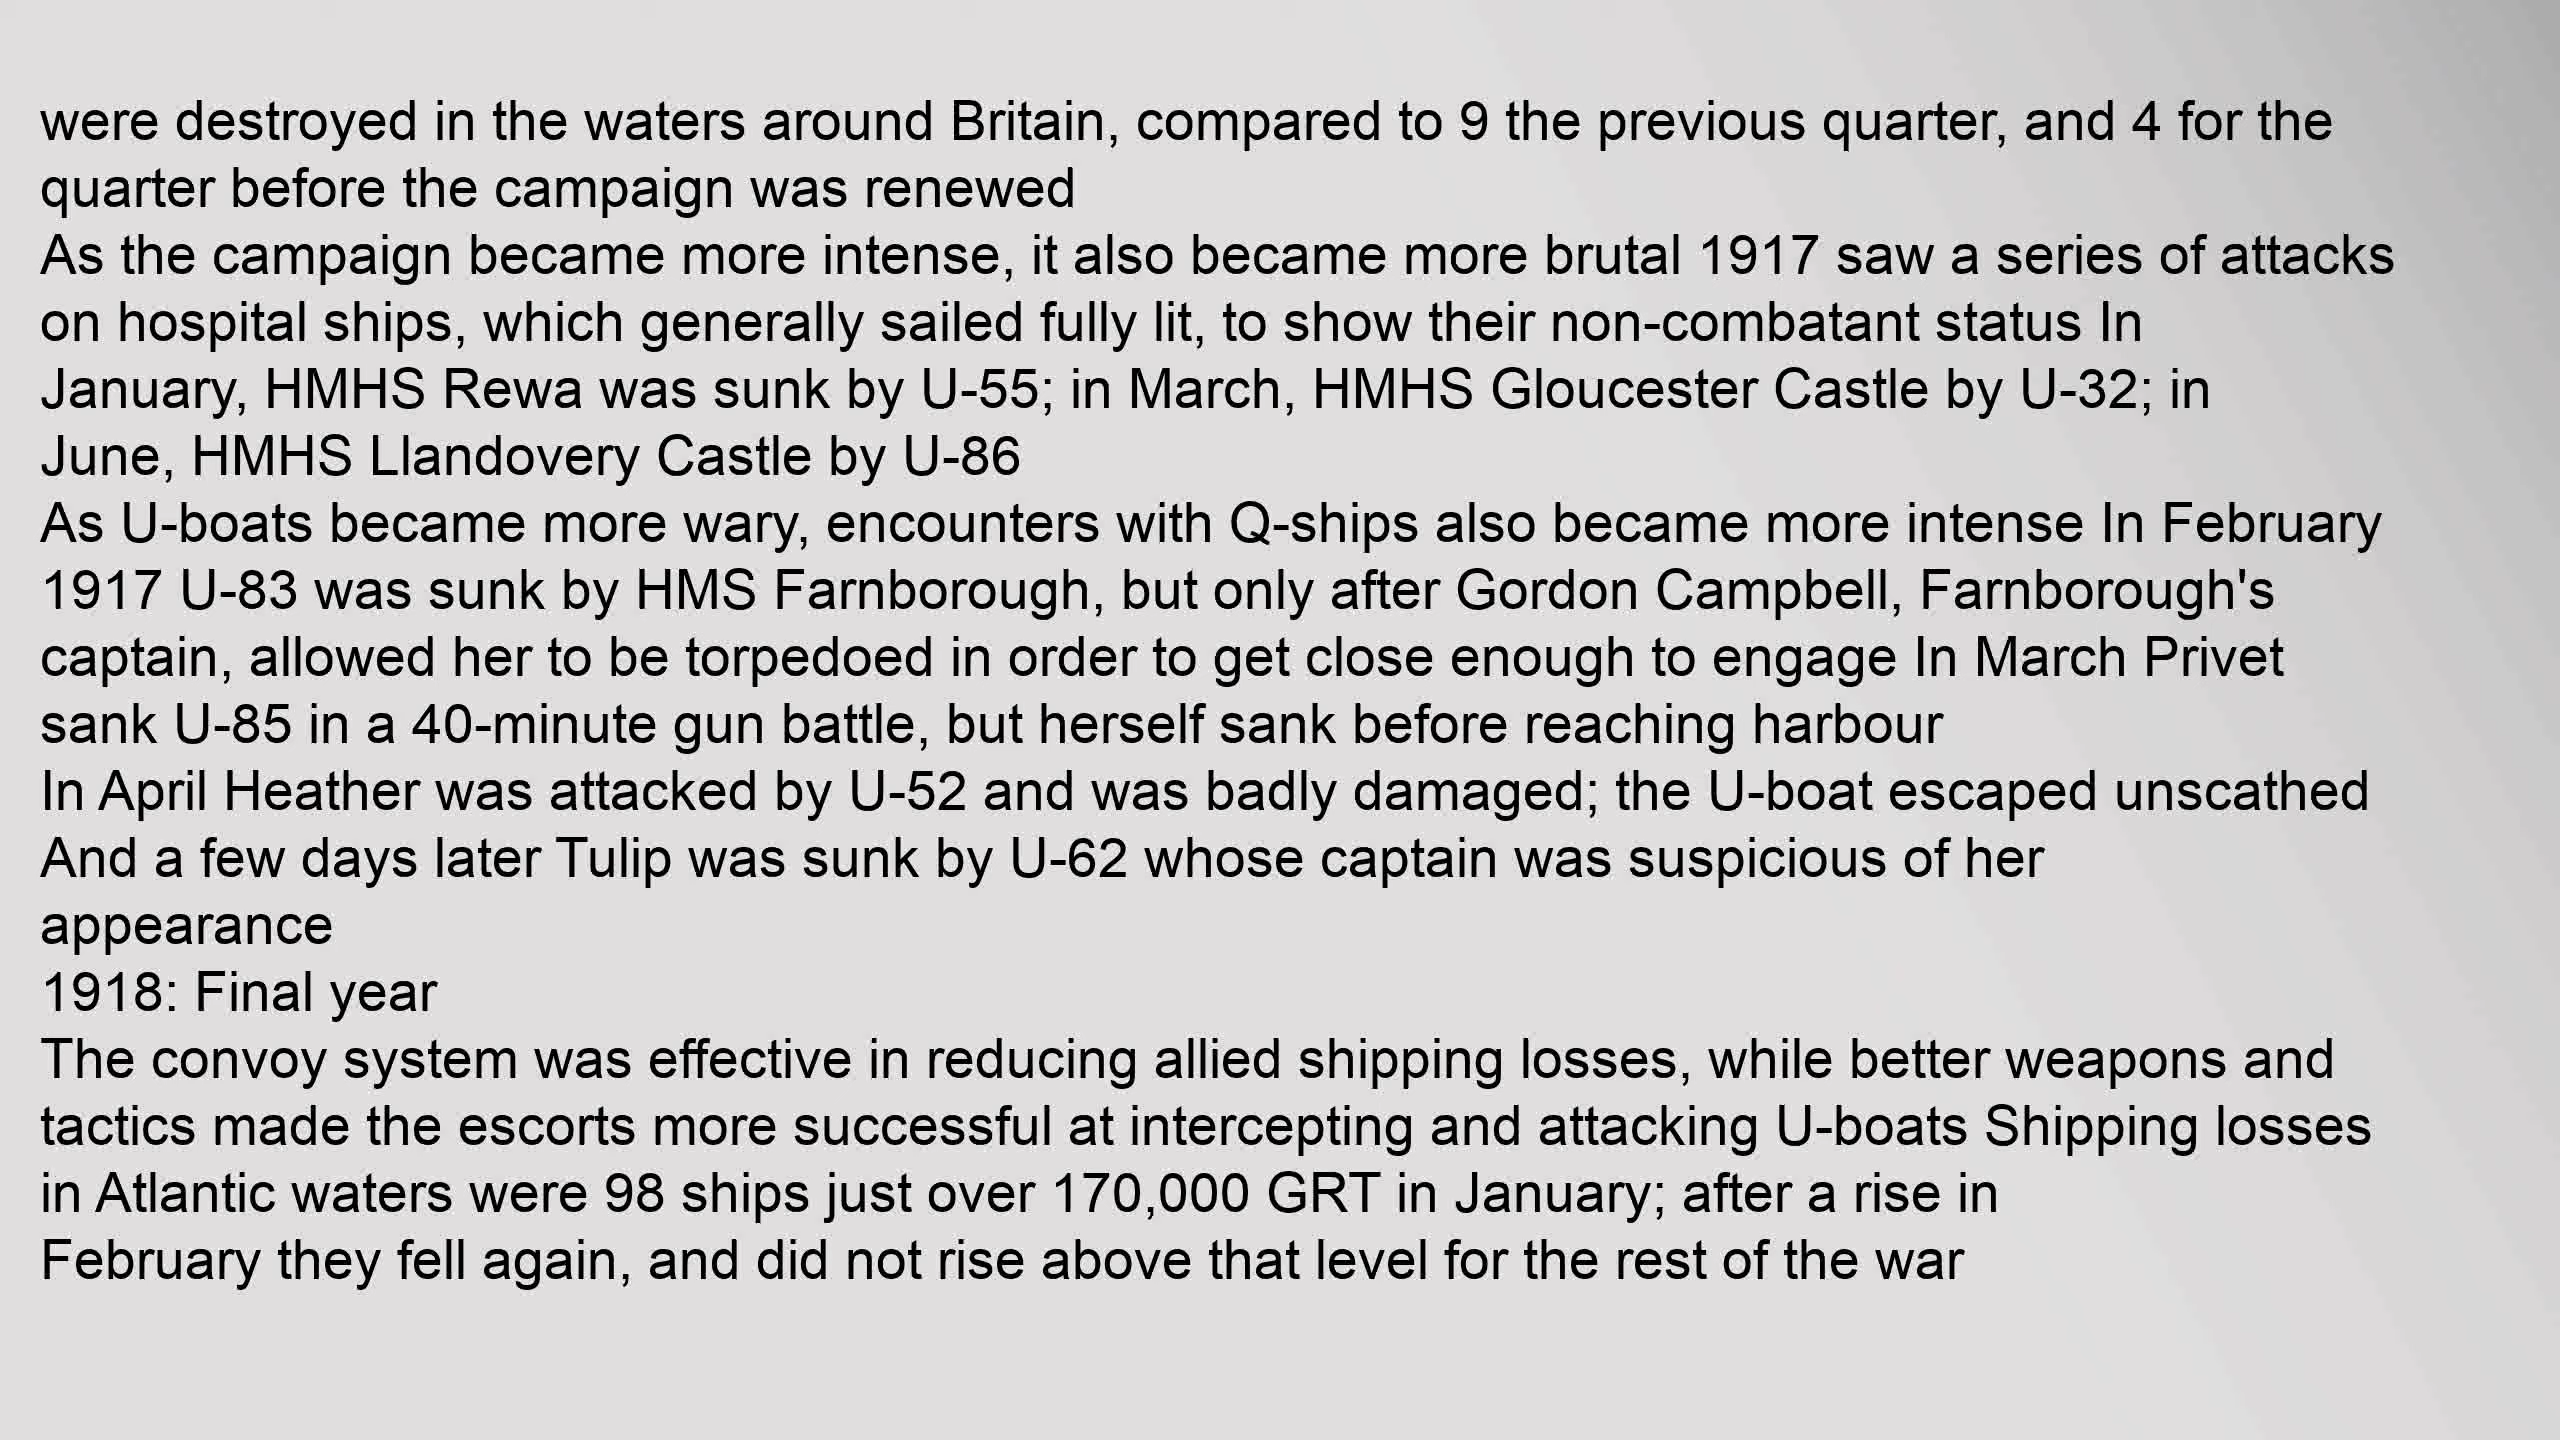 were destroyed in the waters around Britain, compared to 9 the previous quarter, and 4 for the
quarter before the campaign was renewed
As the campaign became more intense, it also became more brutal 1917 saw a series of attacks
on hospital ships, which generally sailed fully lit, to show their non-combatant status In
January, HMHS Rewa was sunk by U-55; in March, HMHS Gloucester Castle by U-32; in
June, HMHS Llandovery Castle by U-86
As U-boats became more wary, encounters with Q-ships also became more intense In February
1917 U-83 was sunk by HMS Farnborough, but only after Gordon Campbell, Farnborough's
captain, allowed her to be torpedoed in order to get close enough to engage In March Privet
sank U-85 in a 40-minute gun battle, but herself sank before reaching harbour
In April Heather was attacked by U-52 and was badly damaged; the U-boat escaped unscathed
And a few days later Tulip was sunk by U-62 whose captain was suspicious of her
appearance
1918: Final year
The convoy system was effective in reducing allied shipping losses, while better weapons and
tactics made the escorts more successful at intercepting and attacking U-boats Shipping losses
in Atlantic waters were 98 ships just over 170,000 GRT in January; after a rise in
February they fell again, and did not rise above that level for the rest of the war